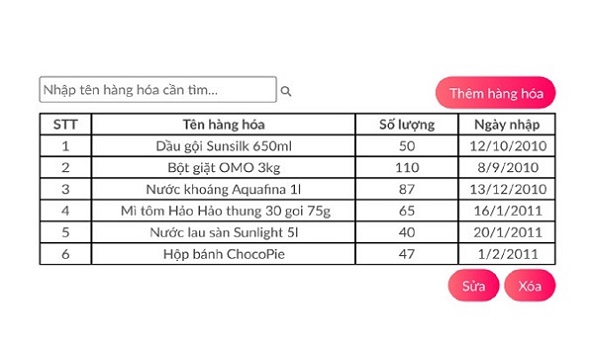 Nhập tên hàng hóa cần tìm...
Thêm hàng hóa
STT Tên hàng hóa Số lượng Ngày nhập
1 Dầu gội Sunsilk 650ml 50 12/10/2010
2 Bột giặt OMO 3kg 110 8/9/2010
3 Nước khoáng Aquafina 1l 87 13/12/2010
4 Mì tôm Hảo Hảo thung 30 goi 75g 65 16/1/2011
5 Nước lau sàn Sunlight 5l 40 20/1/2011
6 Hộp bánh ChocoPie 47 1/2/2011
Sửa Xóa